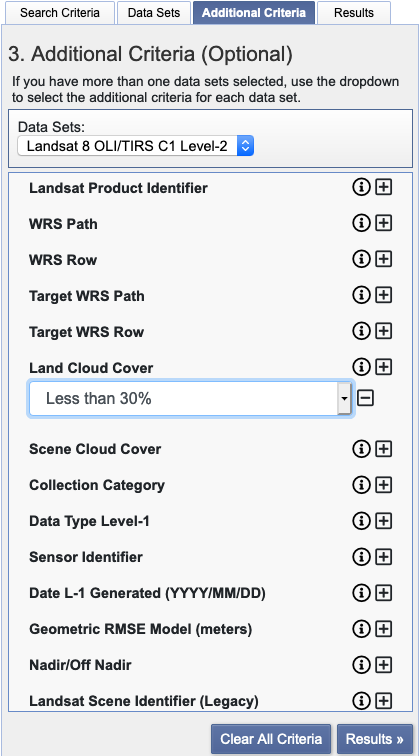 Search Criteria
Data Sets
Additional Criteria
Results
3. Additional Criteria (Optional)
If you have more than one data sets selected, use the dropdown
to select the additional criteria for each data set.
Data Sets:
Landsat 8 OLI/TIRS C1 Level-2
Landsat Product Identifier
WRS Path
WRS Row
Target WRS Path
Target WRS Row
Land Cloud Cover
Less than 30%
Scene Cloud Cover
Collection Category
Data Type Level-1
Sensor Identifier
Date L-1 Generated (YYYY/MM/DD)
Geometric RMSE Model (meters)
Nadir/Off Nadir
Landsat Scene Identifier (Legacy)
Clear All Criteria
Results »